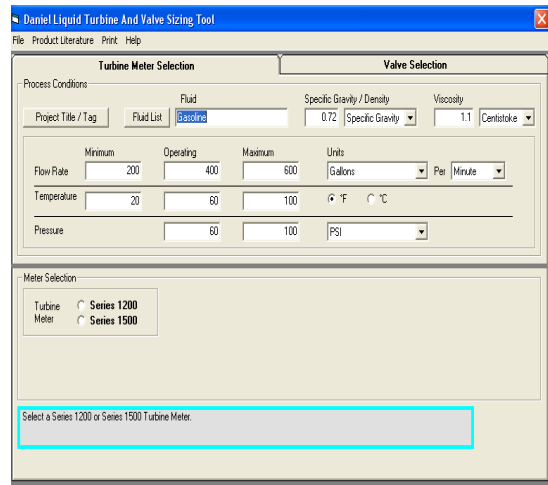 Daniel Liquid Turbine And Valve Sizing Tool
File Product Literature Print Help
Turbine Meter Selection Valve Selection
Process Conditions
Fluid Specific Gravity / Density Viscosity
Project Title / Tag Fluid List Gasoline 0.72 Specific Gravity 1.1 Centistoke
Minimum Operating Maximum Units
Flow Rate 200 400 600 Gallons Per Minute
Temperature 20 60 100 °F °C
Pressure 60 100 PSI
Meter Selection
Turbine Meter
Series 1200
Series 1500
Select a Series 1200 or Series 1500 Turbine Meter.